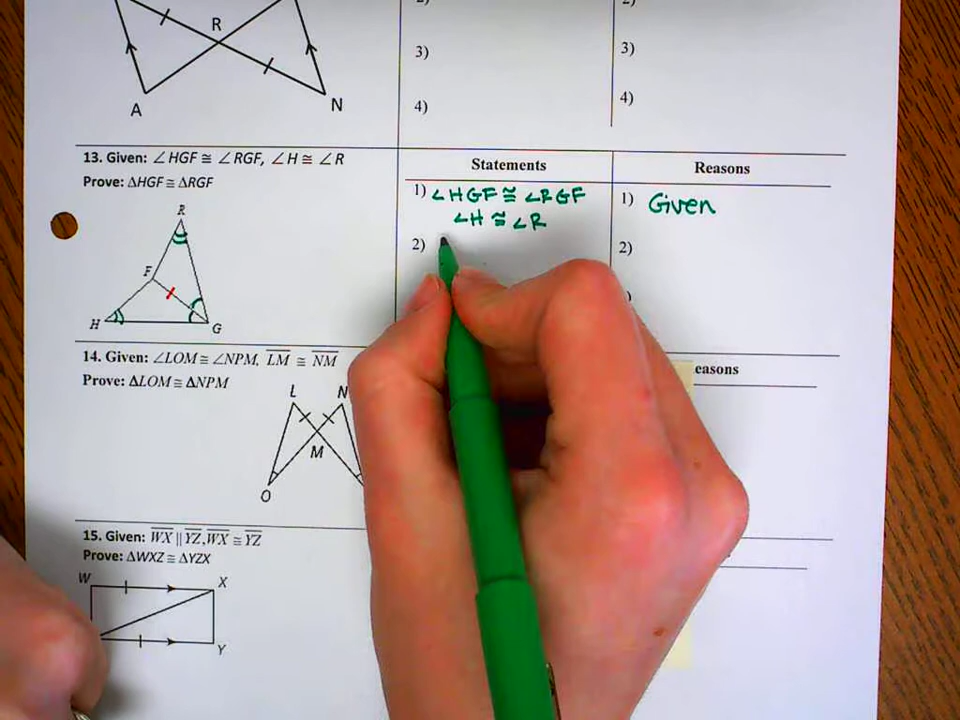 R
A
N
3)
4)
2)
3)
4)
13. Given: ∠HGF ≅ ∠RGF, ∠H ≅ ∠R
Prove: ΔHGF ≅ ΔRGF
R
F
H
G
Statements
Reasons
1) ∠HGF ≅ ∠RGF
∠H ≅ ∠R
2)
1) Given
2)
14. Given: ∠LOM ≅ ∠NPM, LM ≅ NM
Prove: ΔLOM ≅ ΔNPM
L
N
M
O
easons
15. Given: WX || YZ, WX ≅ YZ
Prove: ΔWXZ ≅ ΔYZX
W
X
Y